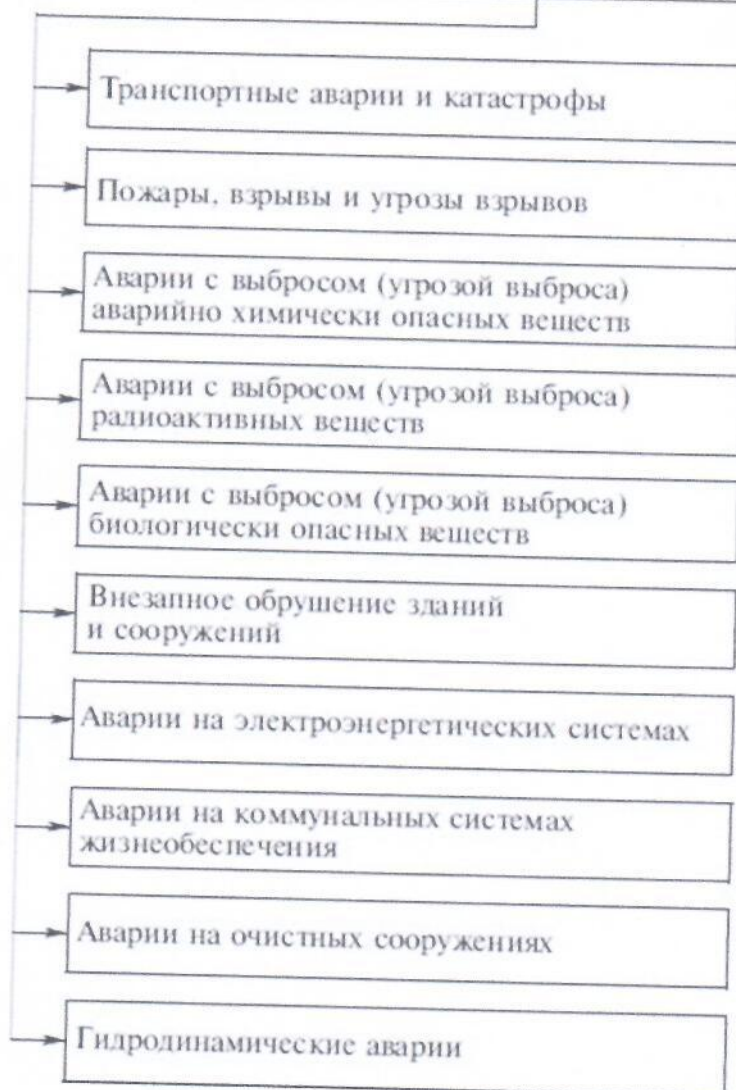 Транспортные аварии и катастрофы
Пожары, взрывы и угрозы взрывов
Аварии с выбросом (угрозой выброса)
аварийно химически опасных веществ
Аварии с выбросом (угрозой выброса)
радиоактивных веществ
Аварии с выбросом (угрозой выброса)
биологически опасных веществ
Внезапное обрушение зданий
и сооружений
Аварии на электроэнергетических системах
Аварии на коммунальных системах
жизнеобеспечения
Аварии на очистных сооружениях
Гидродинамические аварии